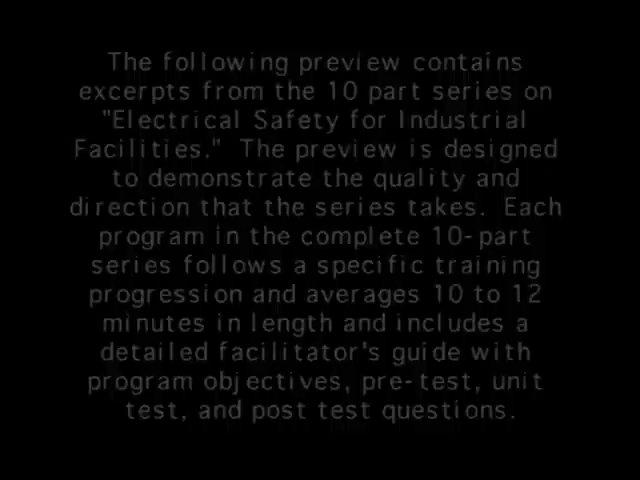 The following preview contains
excerpts from the 10 part series on
"Electrical Safety for Industrial
Facilities." The preview is designed
to demonstrate the quality and
direction that the series takes. Each
program in the complete 10-part
series follows a specific training
progression and averages 10 to 12
minutes in length and includes a
detailed facilitator's guide with
program objectives, pre-test, unit
test, and post test questions.